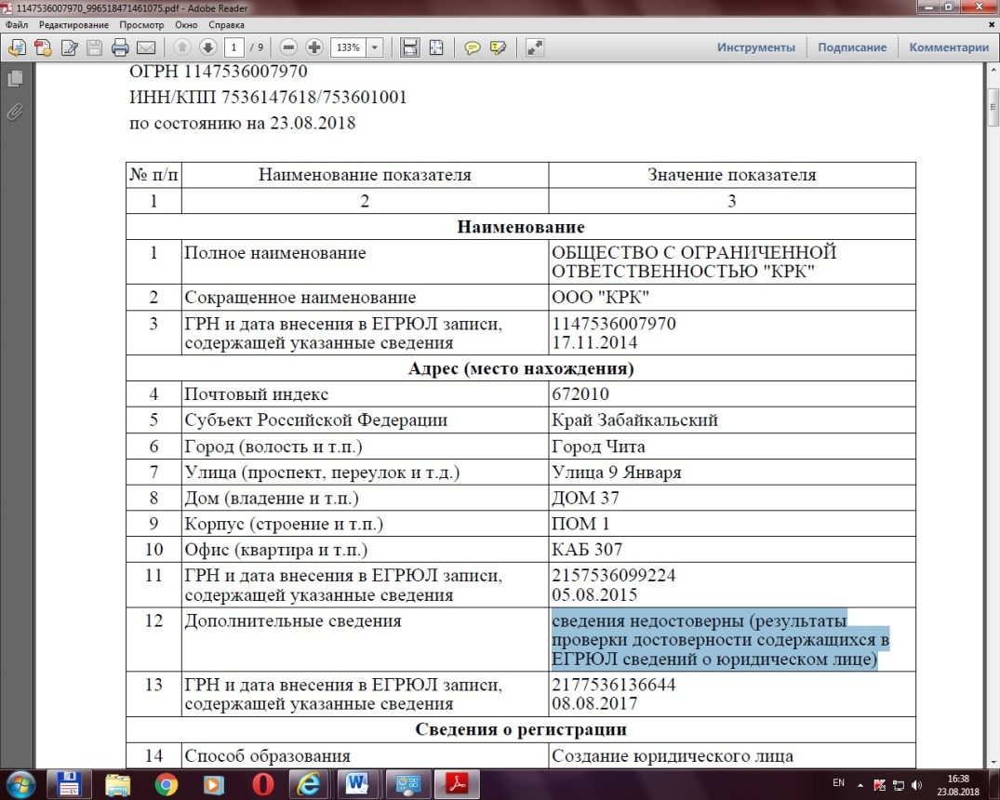 1147536007970_996518471461075.pdf - Adobe Reader
Файл Редактирование Просмотр Окно Справка
1 / 9 133% Инструменты Подписание Комментарии
ОГРН 1147536007970
ИНН/КПП 7536147618/753601001
по состоянию на 23.08.2018
№ п/п Наименование показателя Значение показателя
1 2 3
Наименование
1 Полное наименование ОБЩЕСТВО С ОГРАНИЧЕННОЙ
ОТВЕТСТВЕННОСТЬЮ "КРК"
2 Сокращенное наименование ООО "КРК"
3 ГРН и дата внесения в ЕГРЮЛ записи, 1147536007970
содержащей указанные сведения 17.11.2014
Адрес (место нахождения)
4 Почтовый индекс 672010
5 Субъект Российской Федерации Край Забайкальский
6 Город (волость и т.п.) Город Чита
7 Улица (проспект, переулок и т.д.) Улица 9 Января
8 Дом (владение и т.п.) ДОМ 37
9 Корпус (строение и т.п.) ПОМ 1
10 Офис (квартира и т.п.) КАБ 307
11 ГРН и дата внесения в ЕГРЮЛ записи, 2157536099224
содержащей указанные сведения 05.08.2015
12 Дополнительные сведения сведения недостоверны (результаты
проверки достоверности содержащихся в
ЕГРЮЛ сведений о юридическом лице)
13 ГРН и дата внесения в ЕГРЮЛ записи, 2177536136644
содержащей указанные сведения 08.08.2017
Сведения о регистрации
14 Способ образования Создание юридического лица
EN 16:38
23.08.2018